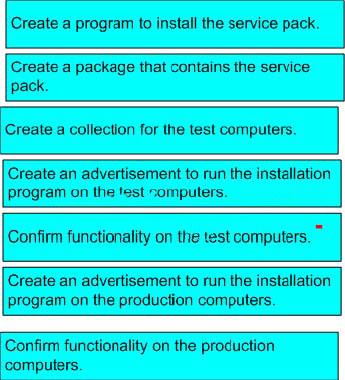 Create a program to install the service pack.
Create a package that contains the service
pack.
Create a collection for the test computers.
Create an advertisement to run the installation
program on the test computers.
Confirm functionality on the test computers.
Create an advertisement to run the installation
program on the production computers.
Confirm functionality on the production
computers.